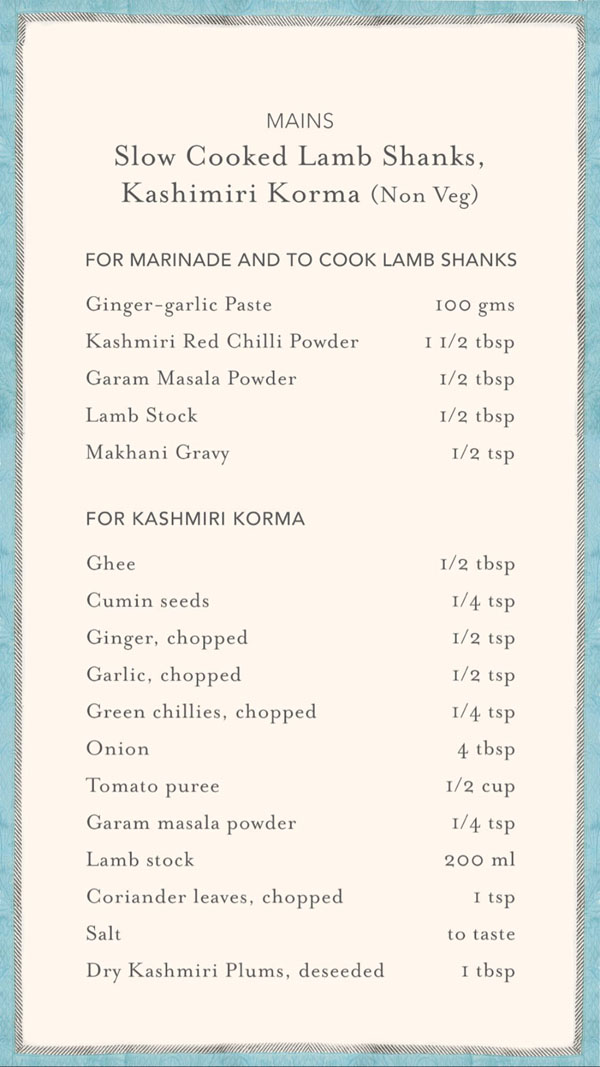 MAINS
Slow Cooked Lamb Shanks,
Kashimiri Korma (Non Veg)
FOR MARINADE AND TO COOK LAMB SHANKS
Ginger-garlic Paste 100 gms
Kashmiri Red Chilli Powder 1 1/2 tbsp
Garam Masala Powder 1/2 tbsp
Lamb Stock 1/2 tbsp
Makhani Gravy 1/2 tsp
FOR KASHMIRI KORMA
Ghee 1/2 tbsp
Cumin seeds 1/4 tsp
Ginger, chopped 1/2 tsp
Garlic, chopped 1/2 tsp
Green chillies, chopped 1/4 tsp
Onion 4 tbsp
Tomato puree 1/2 cup
Garam masala powder 1/4 tsp
Lamb stock 200 ml
Coriander leaves, chopped 1 tsp
Salt to taste
Dry Kashmiri Plums, deseeded 1 tbsp